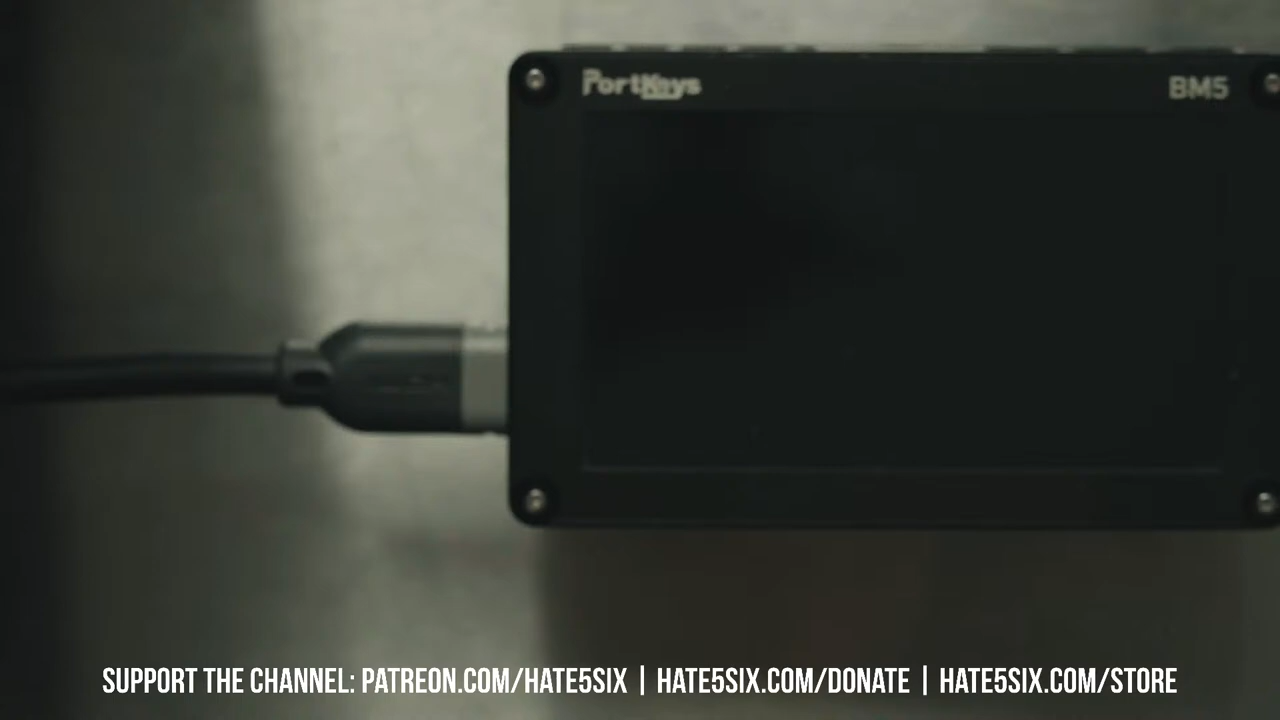 PortKeys BM5
SUPPORT THE CHANNEL: PATREON.COM/HATE5SIX | HATE5SIX.COM/DONATE | HATE5SIX.COM/STORE